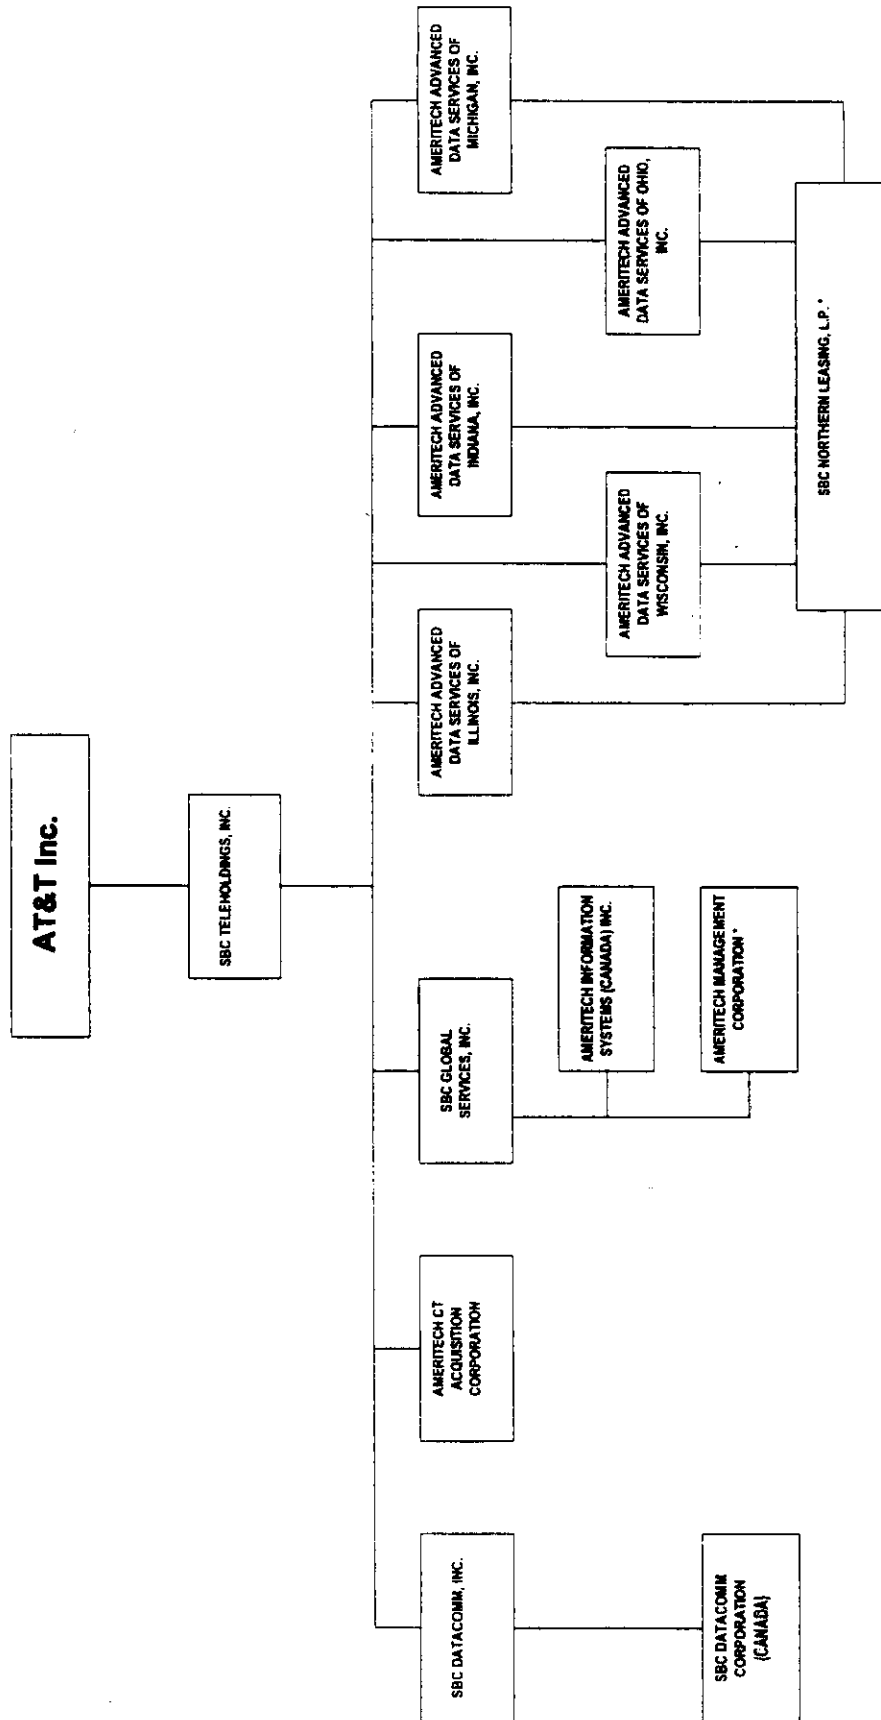 AT&T Inc.
SBC TELEHOLDINGS, INC.
SBC DATACOMM, INC.
AMERITECH CT
ACQUISITION
CORPORATION
SBC GLOBAL
SERVICES, INC.
AMERITECH ADVANCED
DATA SERVICES OF
ILLINOIS, INC.
AMERITECH ADVANCED
DATA SERVICES OF
INDIANA, INC.
AMERITECH ADVANCED
DATA SERVICES OF
MICHIGAN, INC.
AMERITECH INFORMATION
SYSTEMS (CANADA) INC.
AMERITECH ADVANCED
DATA SERVICES OF
WISCONSIN, INC.
AMERITECH ADVANCED
DATA SERVICES OF OHIO,
INC.
SBC DATACOMM
CORPORATION
(CANADA)
AMERITECH MANAGEMENT
CORPORATION *
SBC NORTHERN LEASING, L.P. *